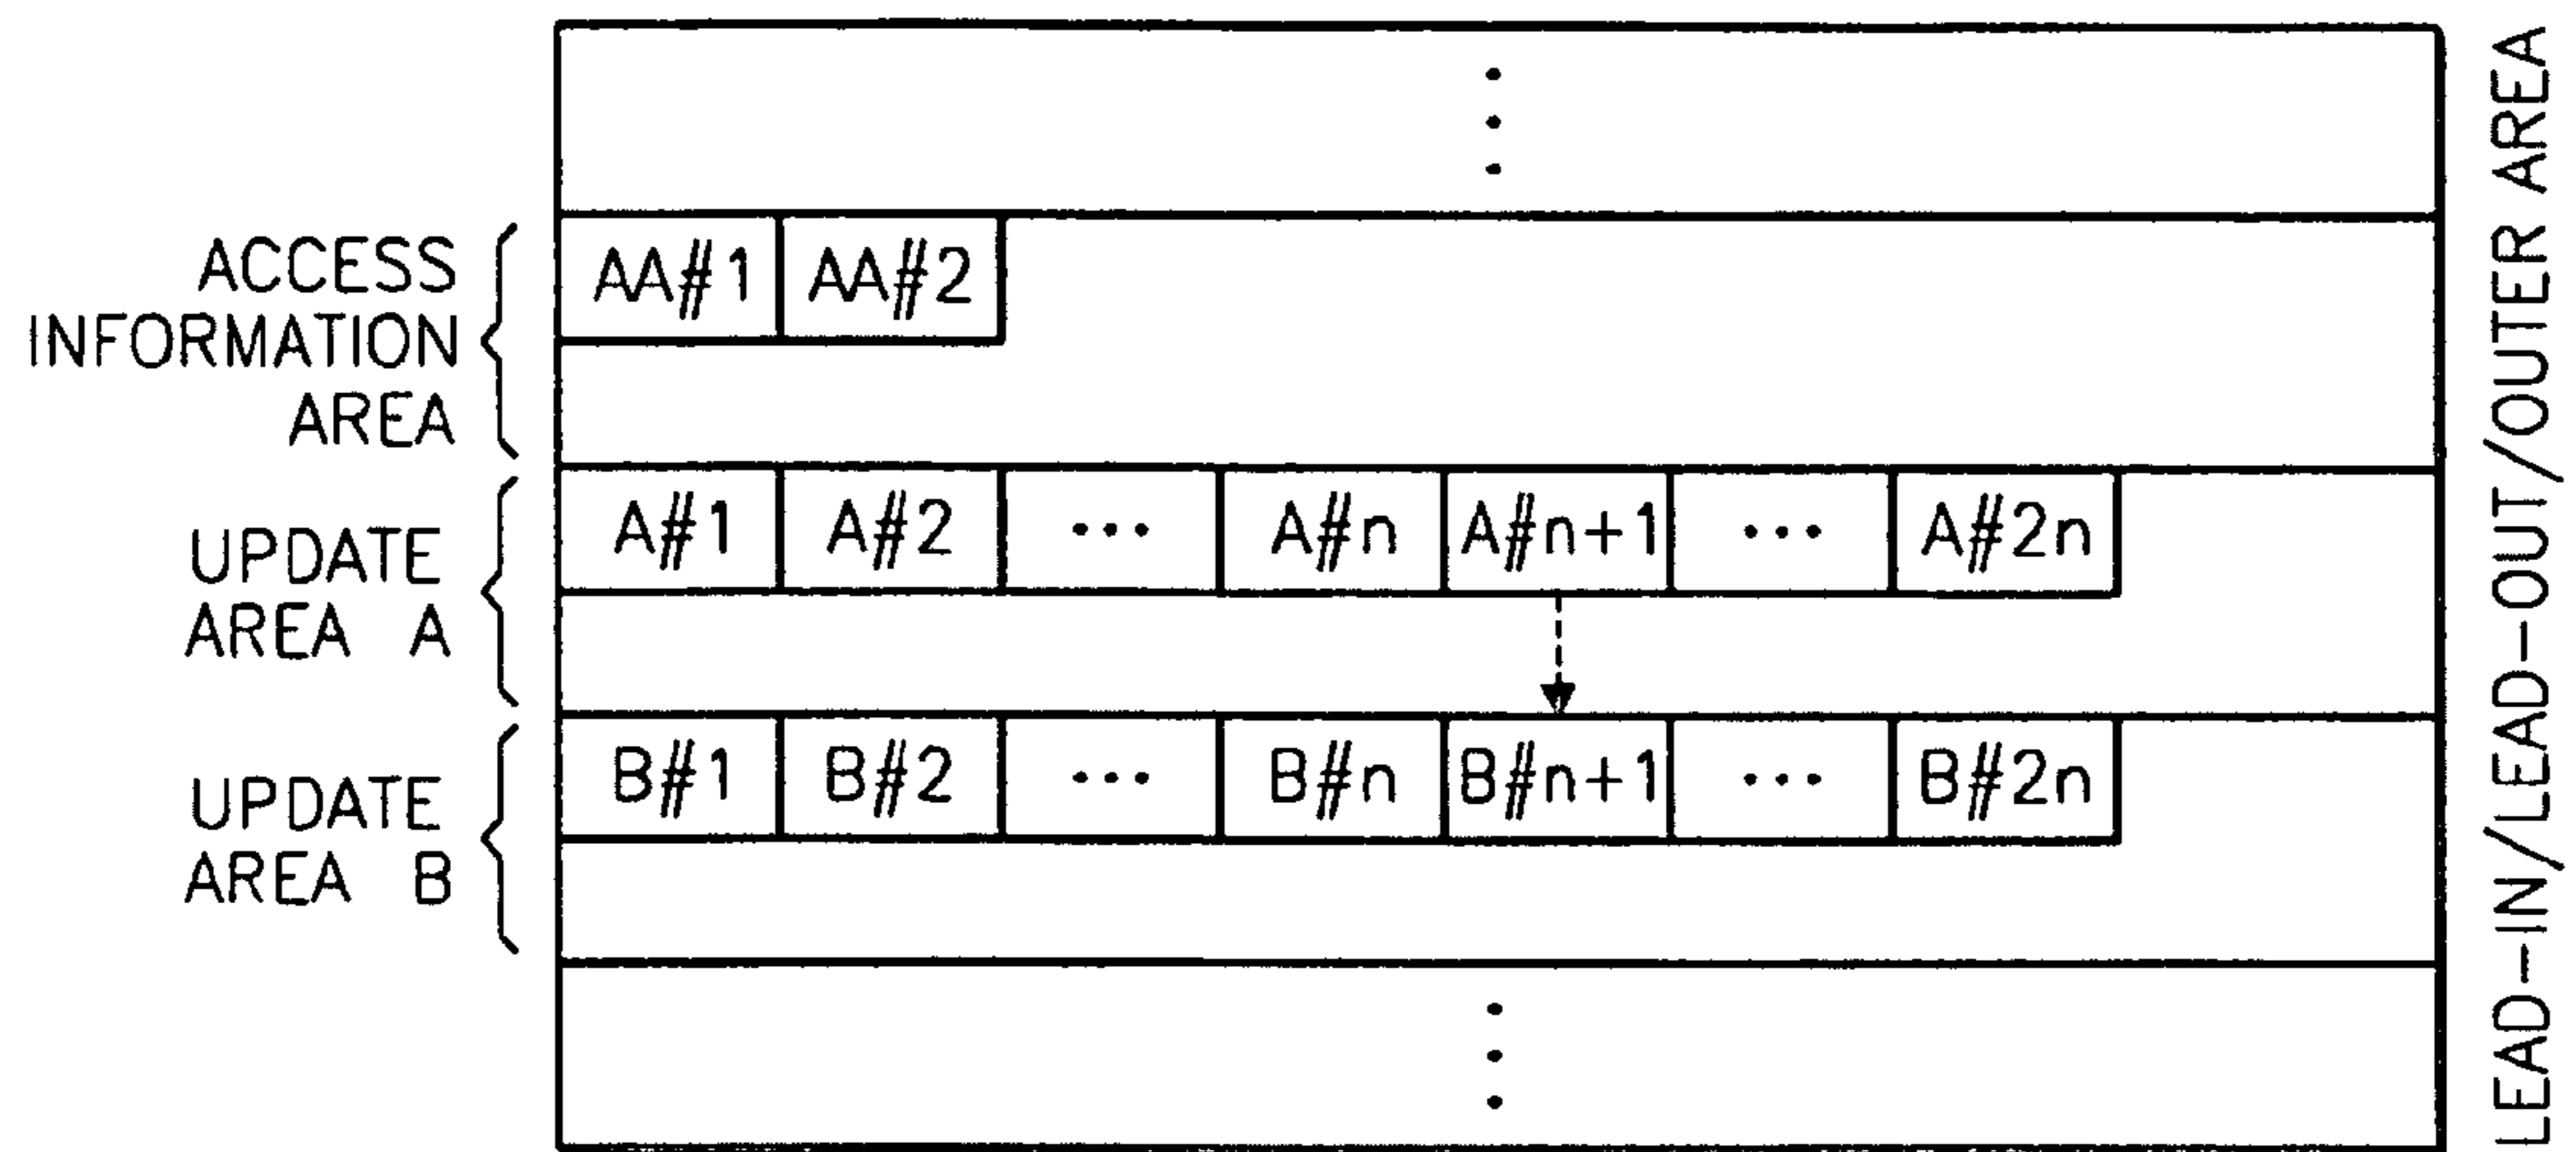 ACCESS
INFORMATION
AREA
AA#1 AA#2
UPDATE
AREA A
A#1 A#2 ... A#n A#n+1 ... A#2n
UPDATE
AREA B
B#1 B#2 ... B#n B#n+1 ... B#2n
LEAD-IN/LEAD-OUT/OUTER AREA